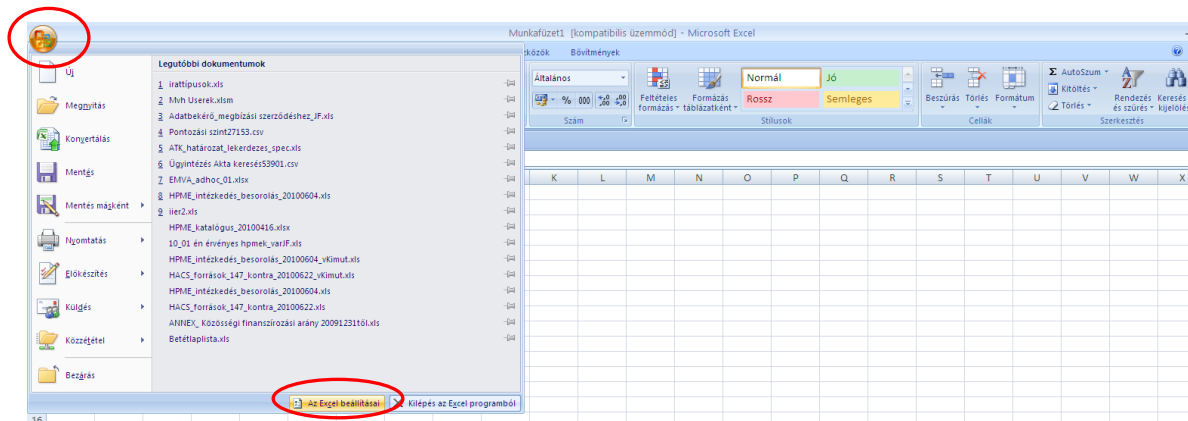 Munkafüzet1 [kompatibilis üzemmód] - Microsoft Excel
közök Bővítmények
Új
Megnyitás
Konvertálás
Mentés
Mentés másként
Nyomtatás
Előkészítés
Küldés
Közzététel
Bezárás
Legutóbbi dokumentumok
1 irattípusok.xls
2 Mvh Userek.xlsm
3 Adatbekérő_megbízási szerződéshez_JF.xls
4 Pontozási szint27153.csv
5 ATK_határozat_lekerdezes_spec.xls
6 Ügyintézés Akta keresés53901.csv
7 EMVA_adhoc_01.xlsx
8 HPME_intézkedés_besorolás_20100604.xls
9 iier2.xls
HPME_katalógus_20100416.xlsx
10_01 én érvényes hpmek_varJF.xls
HPME_intézkedés_besorolás_20100604_vKimut.xls
HACS_források_147_kontra_20100622_vKimut.xls
HPME_intézkedés_besorolás_20100604.xls
HACS_források_147_kontra_20100622.xls
ANNEX_ Közösségi finanszírozási arány 20091231től.xls
Betétlaplista.xls
Az Excel beállításai
Kilépés az Excel programból
Általános
% 000
Szám
Feltételes formázás
Formázás táblázatként
Normál
Jó
Rossz
Semleges
Stílusok
Beszúrás Törlés Formátum
Cellák
Σ AutoSzum
Kitöltés
Törlés
Rendezés és szűrés
Keresés kijelölés
Szerkesztés
K L M N O P Q R S T U V W X
16